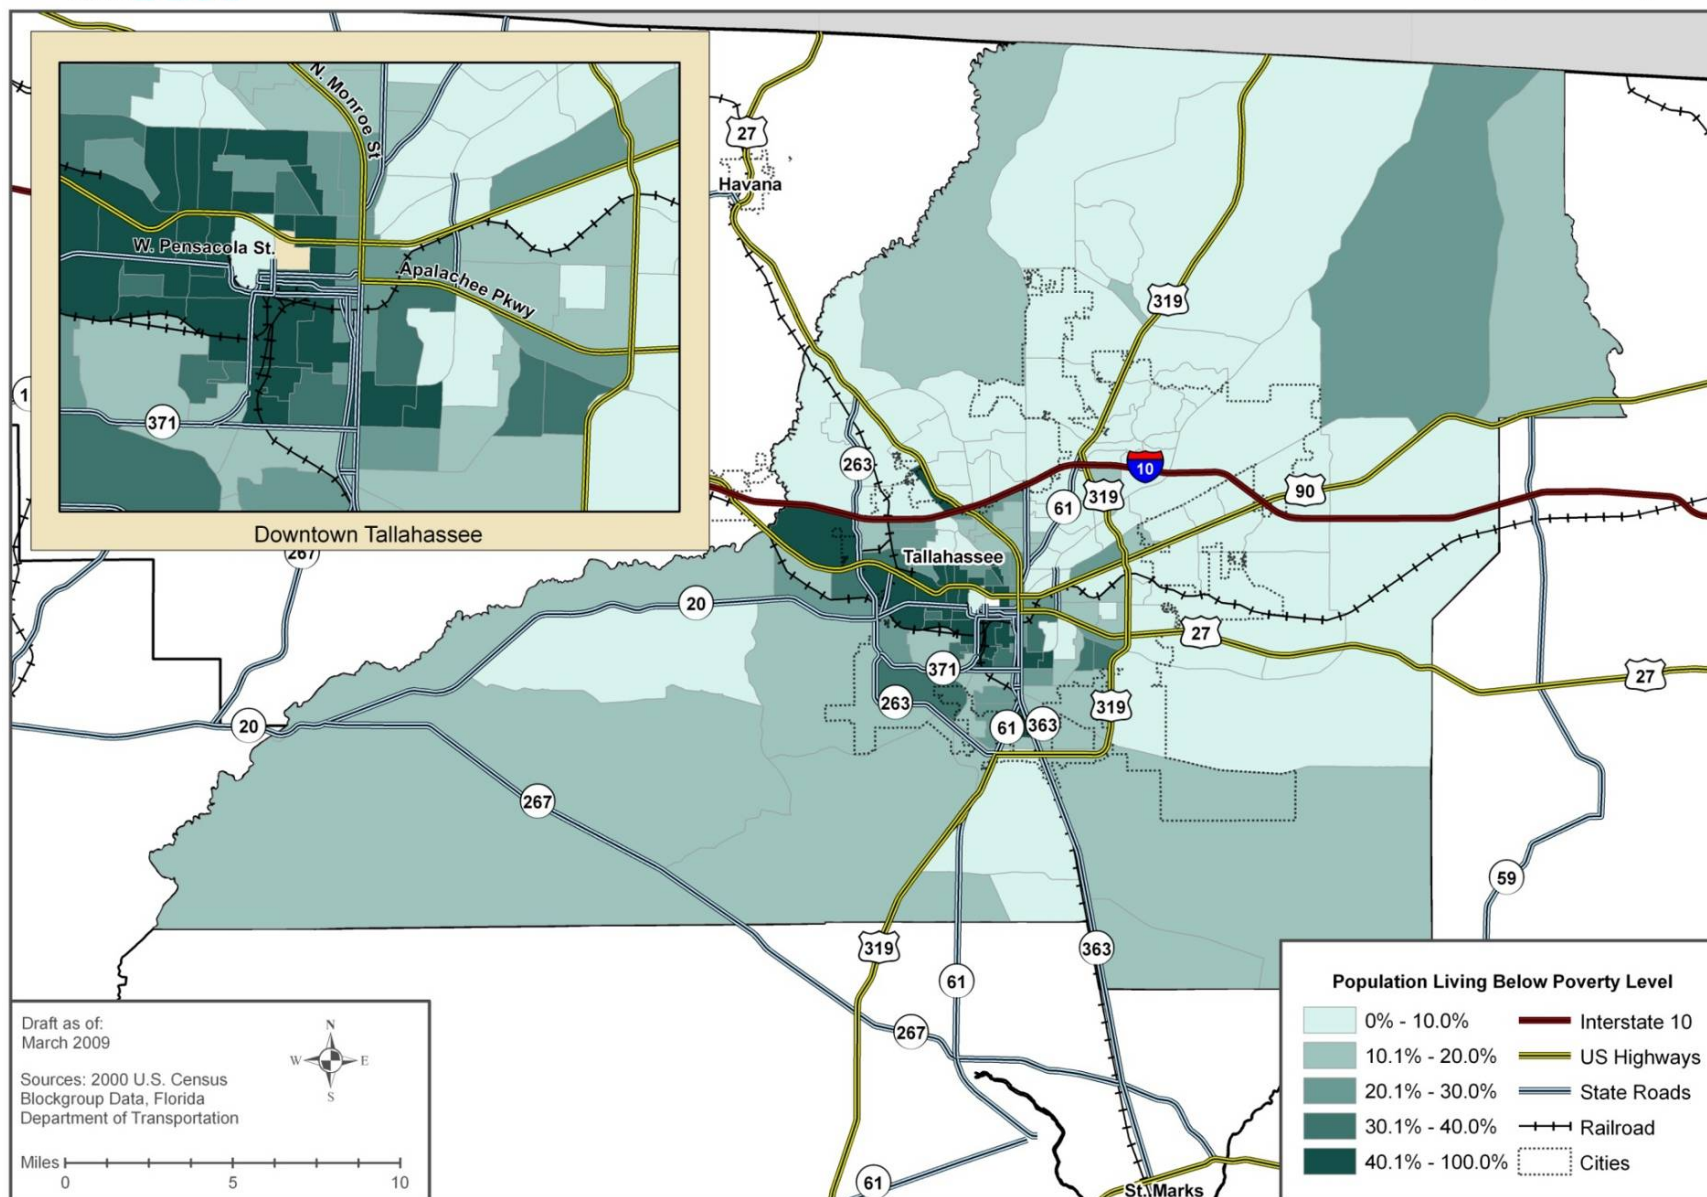 N. Monroe St
W. Pensacola St.
Apalachee Pkwy
371
Downtown Tallahassee
27
Havana
319
263
10
319
90
61
Tallahassee
267
20
27
371
27
263
319
20
61
363
267
59
319
363
61
267
61
St. Marks
Draft as of:
March 2009
N
W
E
S
Sources: 2000 U.S. Census
Blockgroup Data, Florida
Department of Transportation
Miles
0
5
10
Population Living Below Poverty Level
0% - 10.0%
Interstate 10
10.1% - 20.0%
US Highways
20.1% - 30.0%
State Roads
30.1% - 40.0%
Railroad
40.1% - 100.0%
Cities